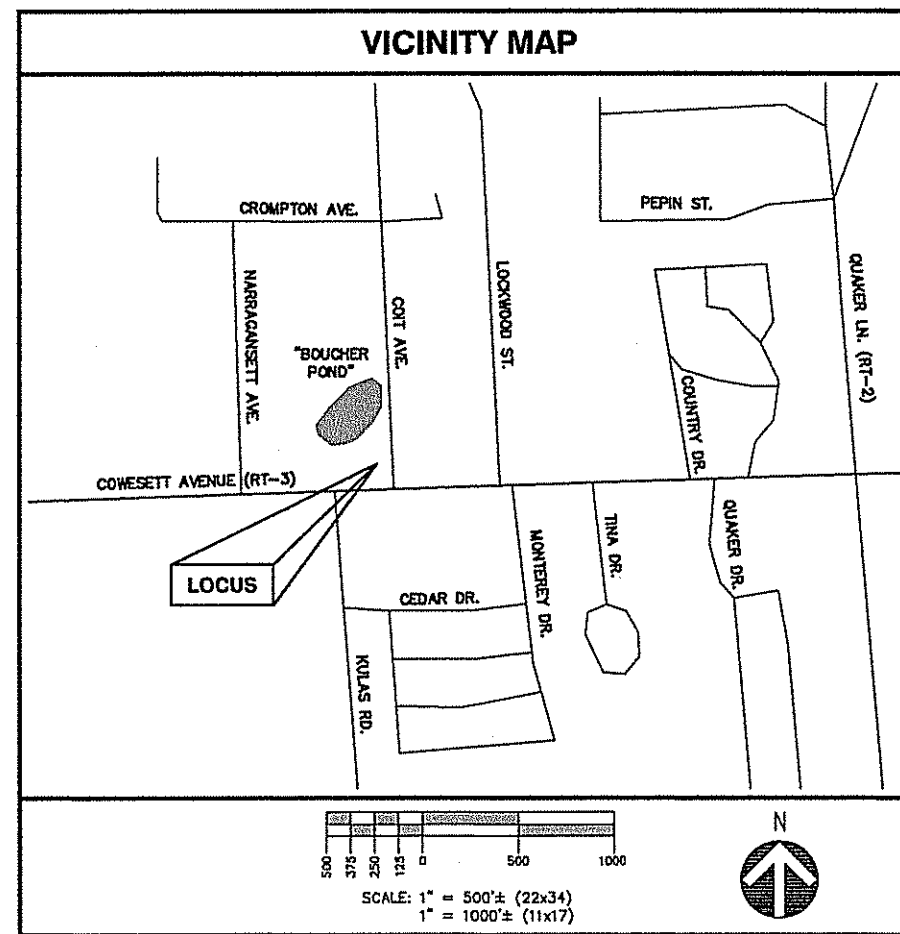 VICINITY MAP
CROMPTON AVE.
PEPIN ST.
NARRAGANSETT AVE.
COIT AVE.
LOCKWOOD ST.
QUAKER LN. (RT-2)
"BOUCHER
POND"
COUNTRY DR.
COWESETT AVENUE (RT-3)
LOCUS
CEDAR DR.
MONTEREY DR.
TINA DR.
QUAKER DR.
KULAS RD.
500 375 250 125 0 500 1000
SCALE: 1" = 500'± (22x34)
1" = 1000'± (11x17)
N